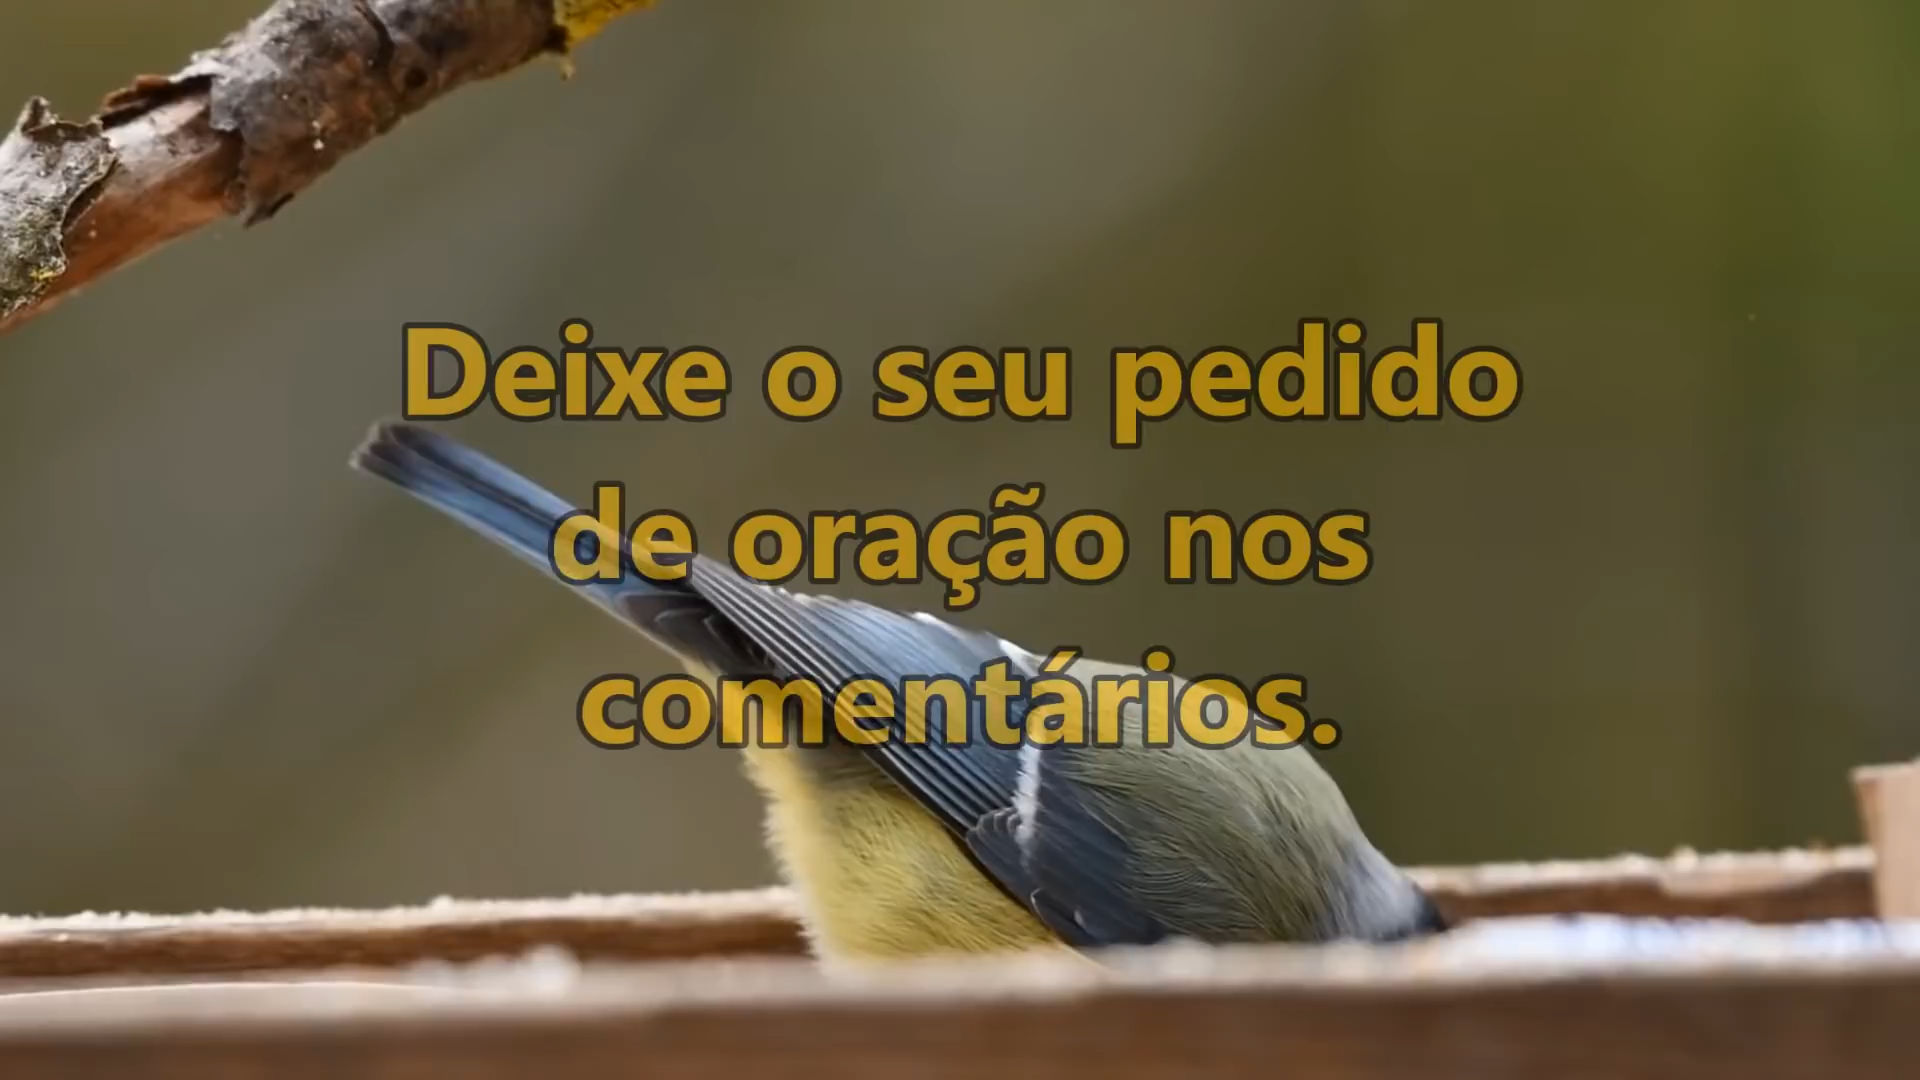 Deixe o seu pedido
de oração nos
comentários.